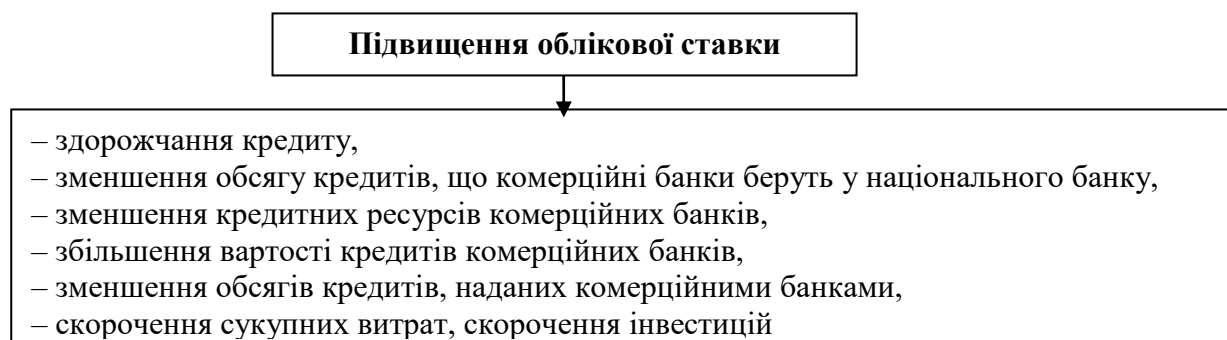 Підвищення облікової ставки
– здорожчання кредиту,
– зменшення обсягу кредитів, що комерційні банки беруть у національного банку,
– зменшення кредитних ресурсів комерційних банків,
– збільшення вартості кредитів комерційних банків,
– зменшення обсягів кредитів, наданих комерційними банками,
– скорочення сукупних витрат, скорочення інвестицій